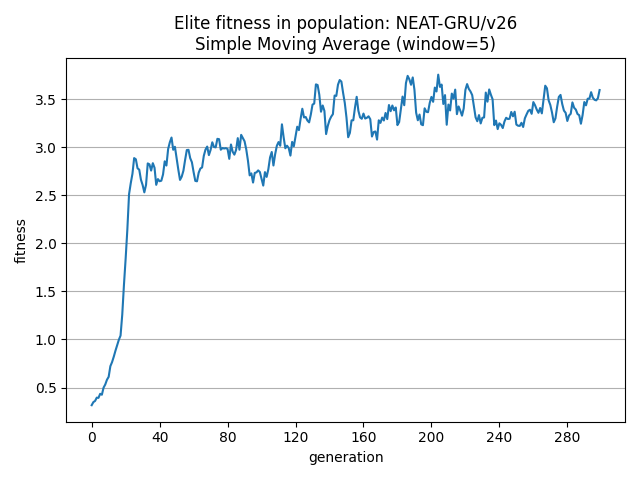 Elite fitness in population: NEAT-GRU/v26
Simple Moving Average (window=5)
fitness
3.5
3.0
2.5
2.0
1.5
1.0
0.5
0 40 80 120 160 200 240 280
generation